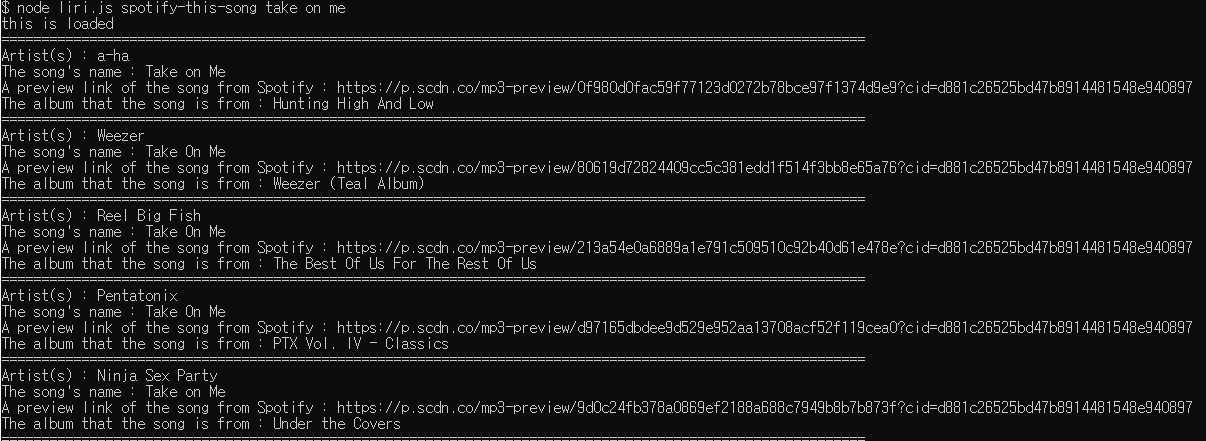 $ node liri.js spotify-this-song take on me
this is loaded
============================================================================================================
Artist(s) : a-ha
The song's name : Take on Me
A preview link of the song from Spotify : https://p.scdn.co/mp3-preview/0f980d0fac59f77123d0272b78bce97f1374d9e9?cid=d881c26525bd47b8914481548e940897
The album that the song is from : Hunting High And Low
============================================================================================================
Artist(s) : Weezer
The song's name : Take On Me
A preview link of the song from Spotify : https://p.scdn.co/mp3-preview/80619d72824409cc5c381edd1f514f3bb8e65a76?cid=d881c26525bd47b8914481548e940897
The album that the song is from : Weezer (Teal Album)
============================================================================================================
Artist(s) : Reel Big Fish
The song's name : Take On Me
A preview link of the song from Spotify : https://p.scdn.co/mp3-preview/213a54e0a6889a1e791c509510c92b40d61e478e?cid=d881c26525bd47b8914481548e940897
The album that the song is from : The Best Of Us For The Rest Of Us
============================================================================================================
Artist(s) : Pentatonix
The song's name : Take On Me
A preview link of the song from Spotify : https://p.scdn.co/mp3-preview/d97165dbdee9d529e952aa13708acf52f119cea0?cid=d881c26525bd47b8914481548e940897
The album that the song is from : PTX Vol. IV - Classics
============================================================================================================
Artist(s) : Ninja Sex Party
The song's name : Take on Me
A preview link of the song from Spotify : https://p.scdn.co/mp3-preview/9d0c24fb378a0869ef2188a688c7949b8b7b873f?cid=d881c26525bd47b8914481548e940897
The album that the song is from : Under the Covers
============================================================================================================